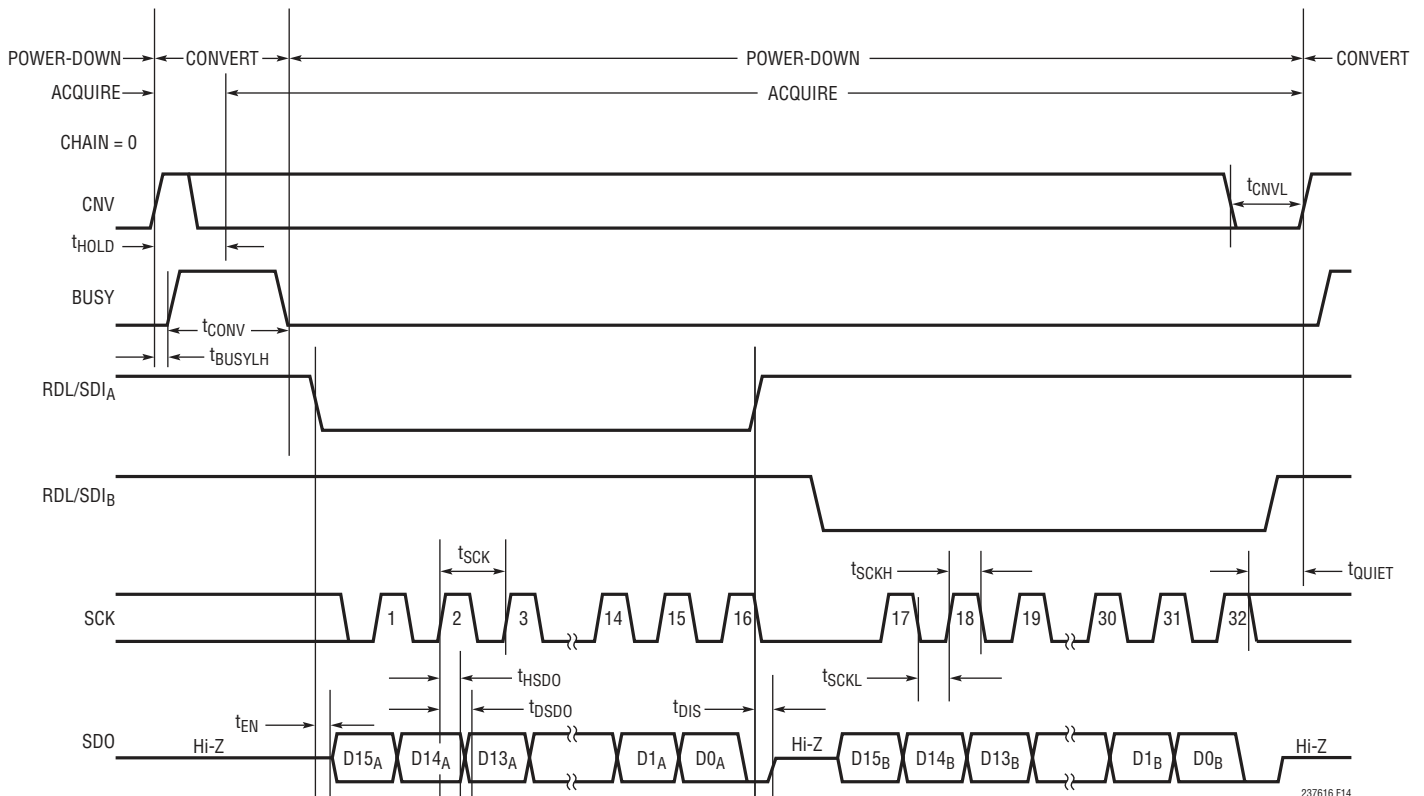 POWER-DOWN CONVERT POWER-DOWN CONVERT
ACQUIRE ACQUIRE
CHAIN = 0
CNV tCNVL
tHOLD
BUSY
tCONV
tBUSYLH
RDL/SDIA
RDL/SDIB
tSCK tSCKH tQUIET
SCK 1 2 3 14 15 16 17 18 19 30 31 32
tHSDO tSCKL
tEN tDSDO tDIS
SDO Hi-Z D15A D14A D13A D1A D0A Hi-Z D15B D14B D13B D1B D0B Hi-Z
237616 F14